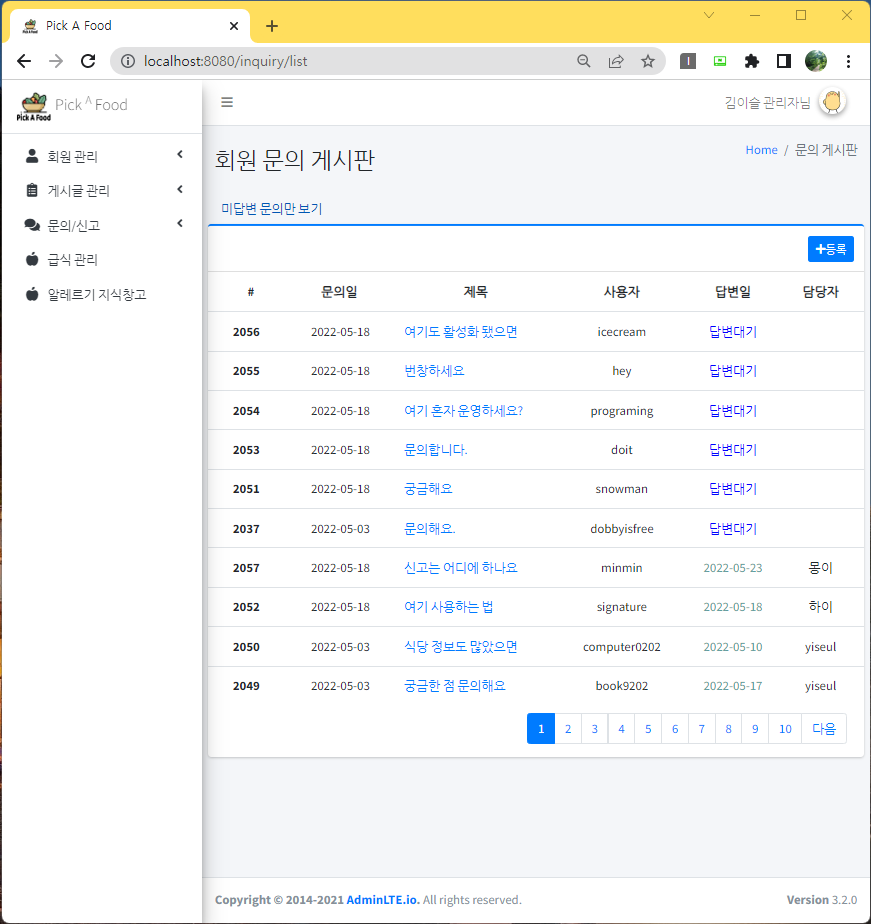 Pick A Food
localhost:8080/inquiry/list
Pick A Food
Pick A Food
김이슬 관리자님
회원 관리
게시글 관리
문의/신고
급식 관리
알레르기 지식창고
회원 문의 게시판
Home / 문의 게시판
미답변 문의만 보기
+등록
# 문의일 제목 사용자 답변일 담당자
2056 2022-05-18 여기도 활성화 됐으면 icecream 답변대기
2055 2022-05-18 번창하세요 hey 답변대기
2054 2022-05-18 여기 혼자 운영하세요? programing 답변대기
2053 2022-05-18 문의합니다. doit 답변대기
2051 2022-05-18 궁금해요 snowman 답변대기
2037 2022-05-03 문의해요. dobbyisfree 답변대기
2057 2022-05-18 신고는 어디에 하나요 minmin 2022-05-23 몽이
2052 2022-05-18 여기 사용하는 법 signature 2022-05-18 하이
2050 2022-05-03 식당 정보도 많았으면 computer0202 2022-05-10 yiseul
2049 2022-05-03 궁금한 점 문의해요 book9202 2022-05-17 yiseul
1 2 3 4 5 6 7 8 9 10 다음
Copyright © 2014-2021 AdminLTE.io. All rights reserved.
Version 3.2.0